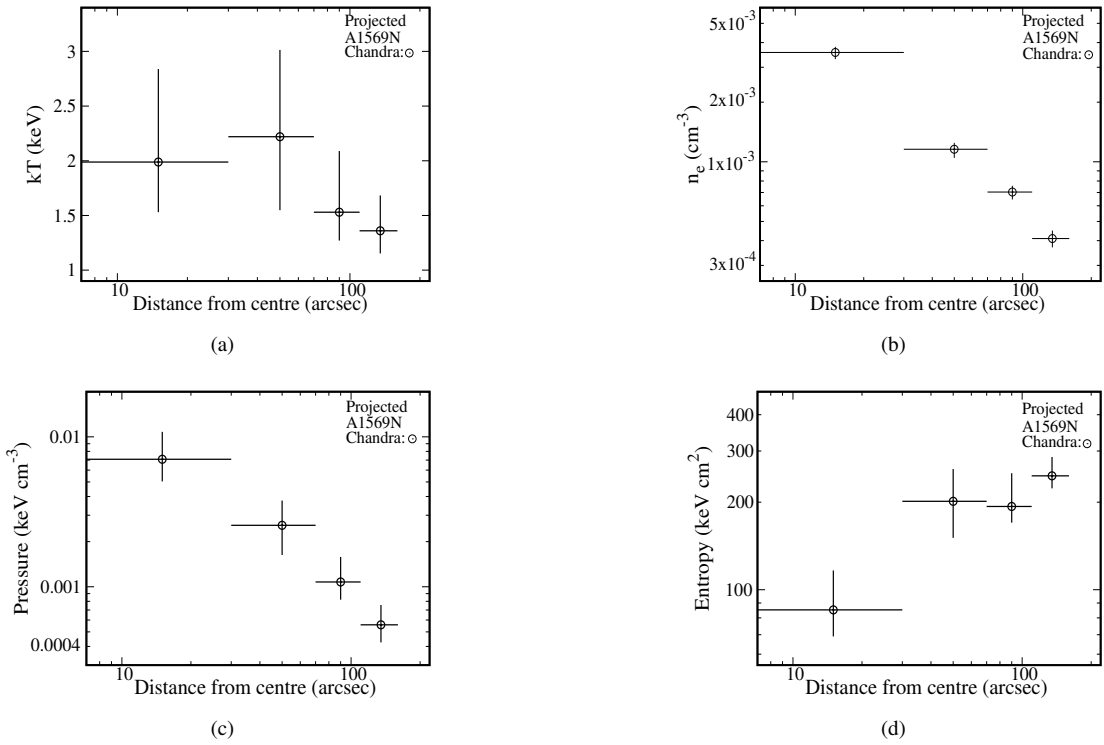 Projected
A1569N
Chandra:⊙
3
2.5
2
1.5
1
kT (keV)
10 100
Distance from centre (arcsec)
(a)
Projected
A1569N
Chandra:⊙
5x10⁻³
2x10⁻³
1x10⁻³
3x10⁻⁴
nₑ (cm⁻³)
10 100
Distance from centre (arcsec)
(b)
Projected
A1569N
Chandra:⊙
0.01
0.001
0.0004
Pressure (keV cm⁻³)
10 100
Distance from centre (arcsec)
(c)
Projected
A1569N
Chandra:⊙
400
300
200
100
Entropy (keV cm²)
10 100
Distance from centre (arcsec)
(d)